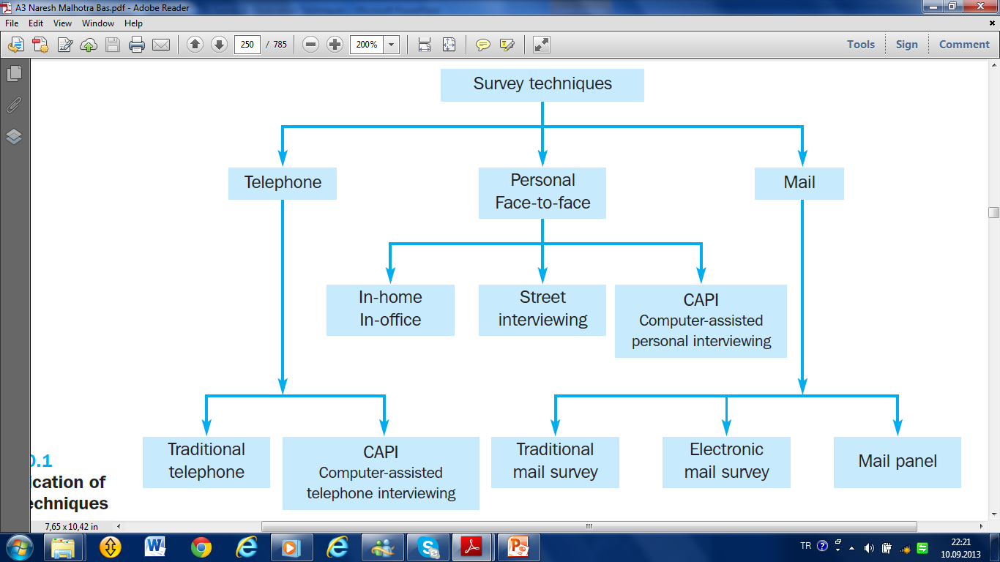 A3 Naresh Malhotra Bas.pdf - Adobe Reader
File Edit View Window Help
250 / 785 200% Tools Sign Comment
Survey techniques
Telephone
Personal
Face-to-face
Mail
In-home
In-office
Street
interviewing
CAPI
Computer-assisted
personal interviewing
Traditional
telephone
CAPI
Computer-assisted
telephone interviewing
Traditional
mail survey
Electronic
mail survey
Mail panel
0.1
ication of
echniques
7,65 x 10,42 in
TR 22:21
10.09.2013